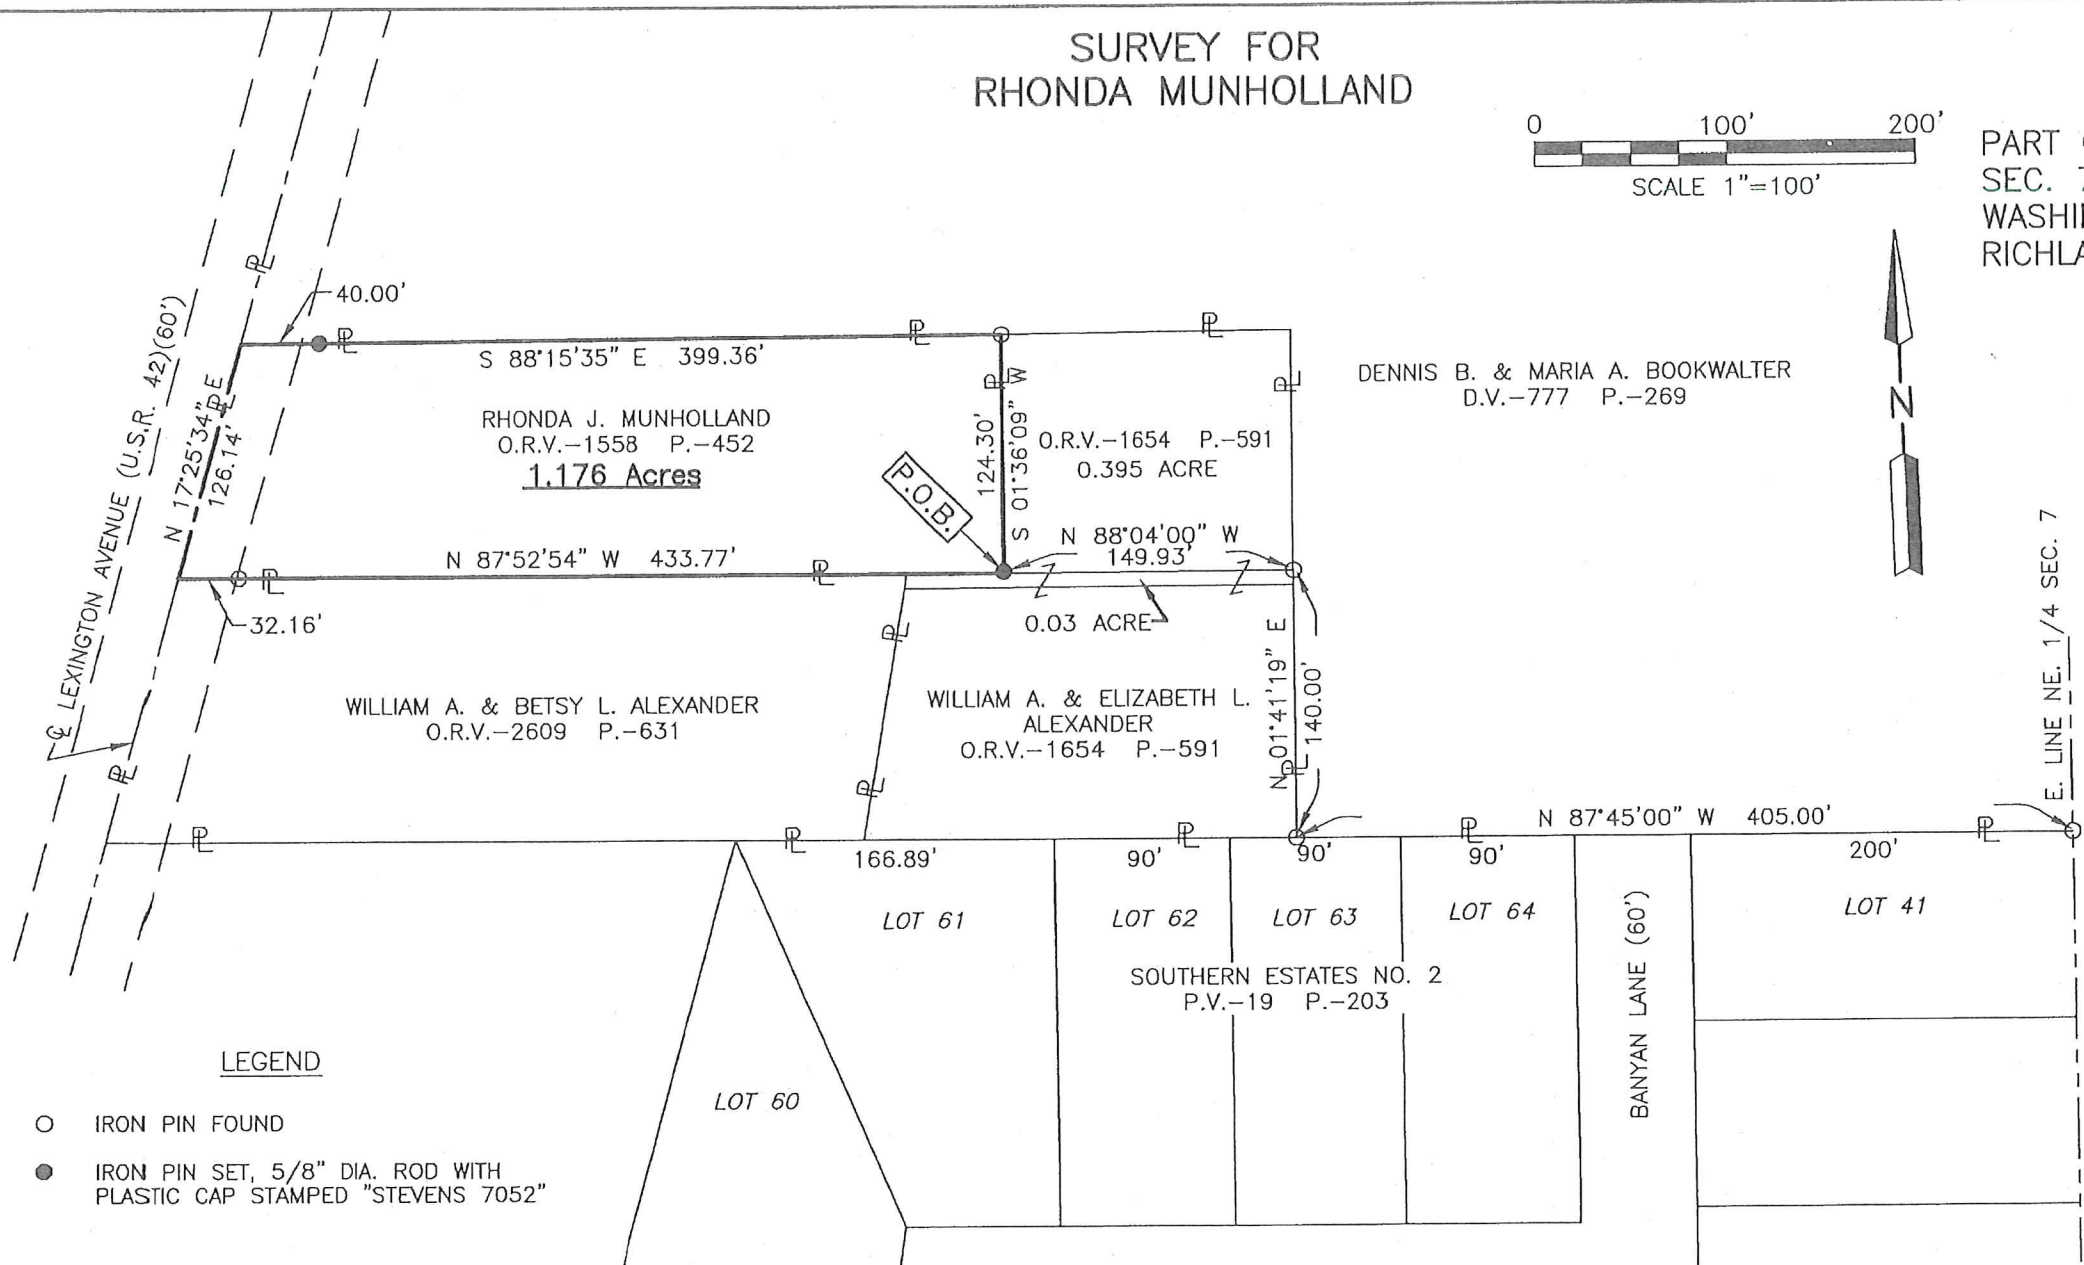 SURVEY FOR
RHONDA MUNHOLLAND
0 100' 200'
SCALE 1"=100'
PART
SEC. 7
WASHI
RICHLA
N
40.00'
S 88°15'35" E 399.36'
RHONDA J. MUNHOLLAND
O.R.V.-1558 P.-452
1.176 Acres
℄ LEXINGTON AVENUE (U.S.R. 42)(60')
N 17°25'34" E
126.14'
124.30'
S 01°36'09" W
O.R.V.-1654 P.-591
0.395 ACRE
DENNIS B. & MARIA A. BOOKWALTER
D.V.-777 P.-269
P.O.B.
N 88°04'00" W
149.93'
N 87°52'54" W 433.77'
32.16'
0.03 ACRE
N 01°41'19" E
140.00'
WILLIAM A. & BETSY L. ALEXANDER
O.R.V.-2609 P.-631
WILLIAM A. & ELIZABETH L.
ALEXANDER
O.R.V.-1654 P.-591
E. LINE NE. 1/4 SEC. 7
N 87°45'00" W 405.00'
166.89' 90' 90' 90' 200'
LOT 61 LOT 62 LOT 63 LOT 64 LOT 41
SOUTHERN ESTATES NO. 2
P.V.-19 P.-203
BANYAN LANE (60')
LOT 60
LEGEND
IRON PIN FOUND
IRON PIN SET, 5/8" DIA. ROD WITH
PLASTIC CAP STAMPED "STEVENS 7052"